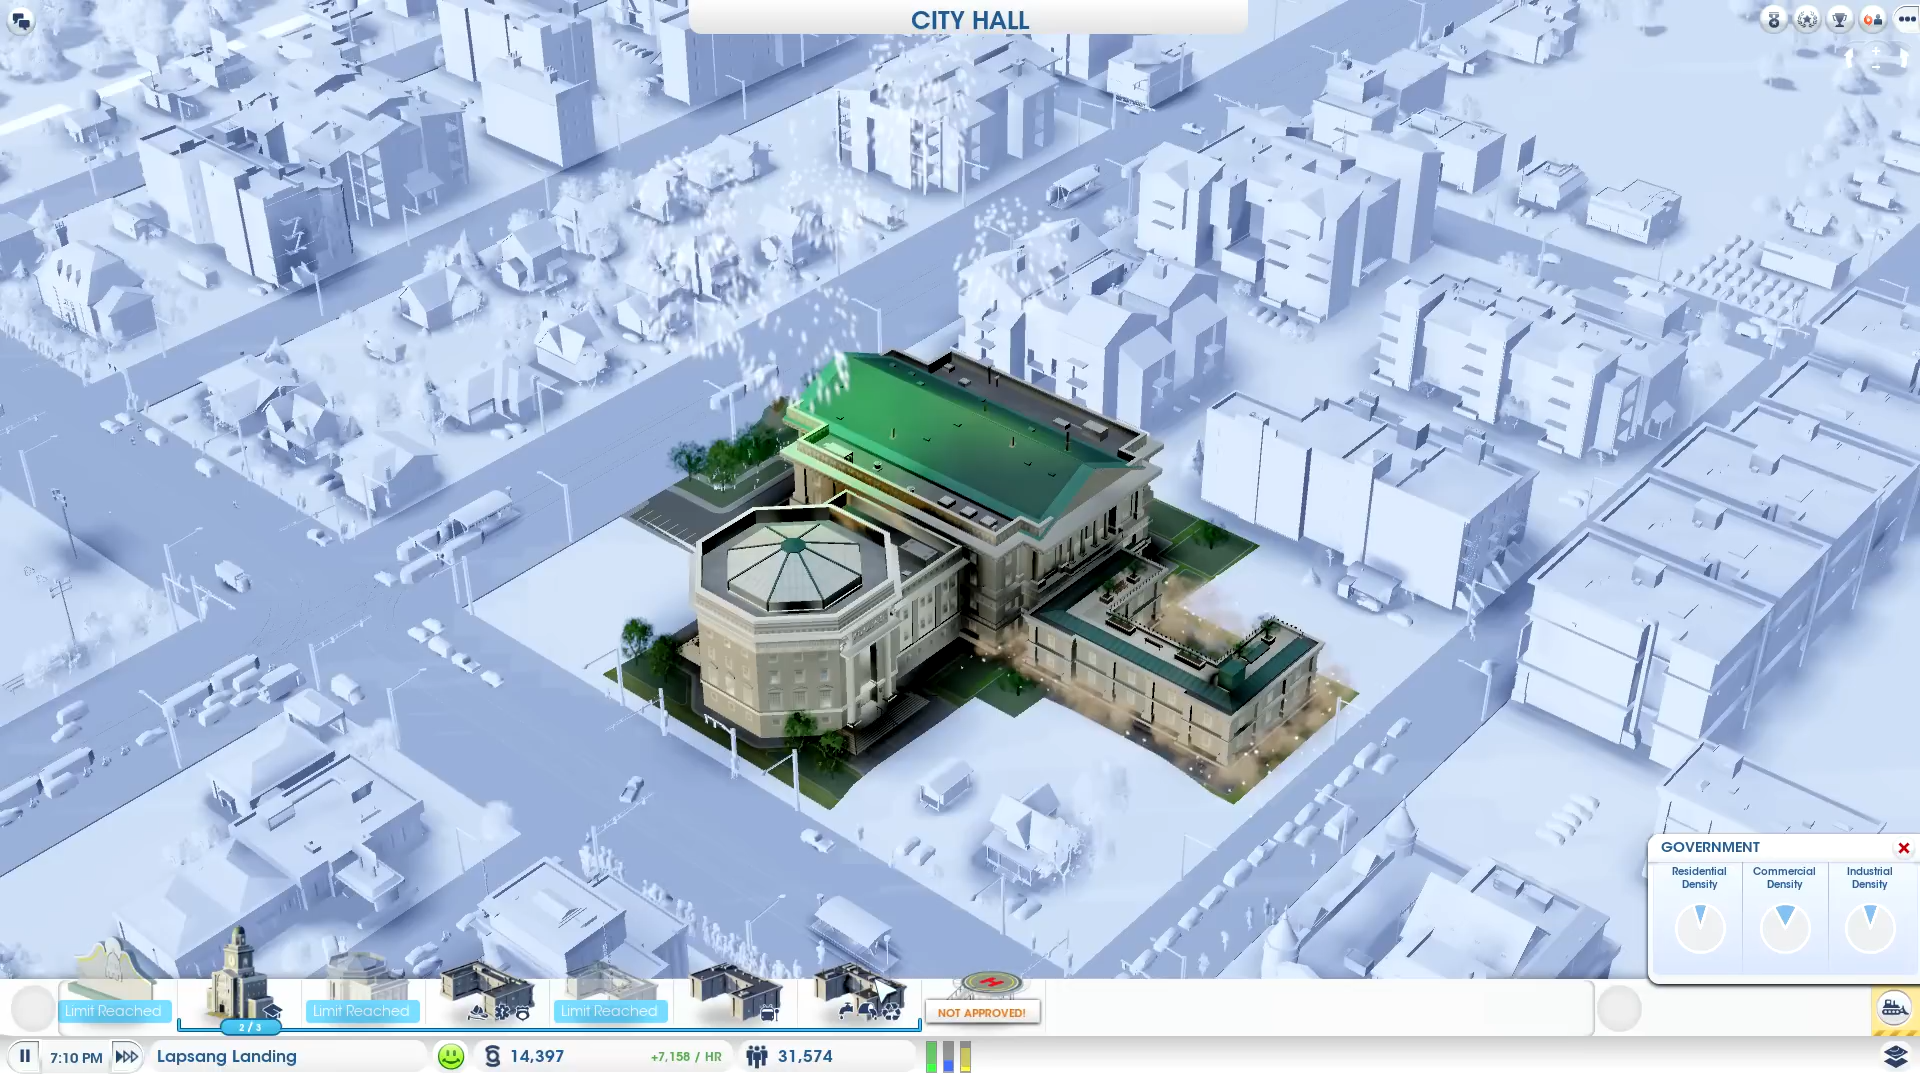 CITY HALL
GOVERNMENT
Residential
Density
Commercial
Density
Industrial
Density
Limit Reached
2 / 3
Limit Reached
Limit Reached
NOT APPROVED!
7:10 PM
Lapsang Landing
14,397
+7,158 / HR
31,574